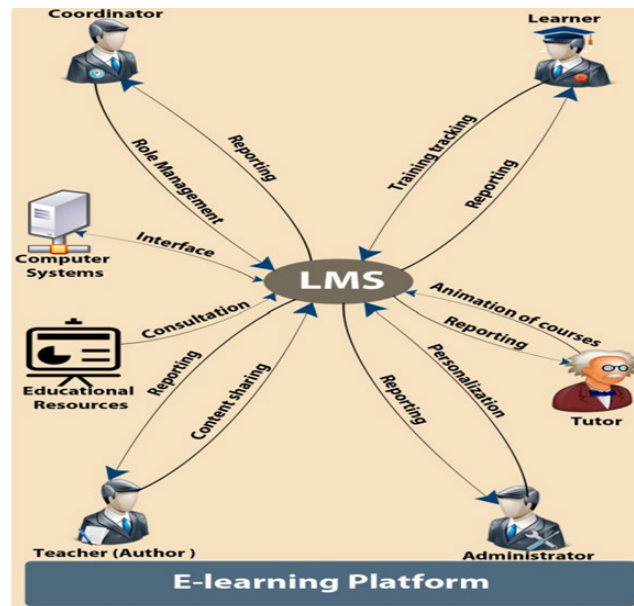 Coordinator
Learner
Role Management
Reporting
Training tracking
Reporting
Computer
Systems
Interface
LMS
Consultation
Animation of courses
Reporting
Educational
Resources
Reporting
Content sharing
Reporting
Personalization
Tutor
Teacher (Author )
Administrator
E-learning Platform